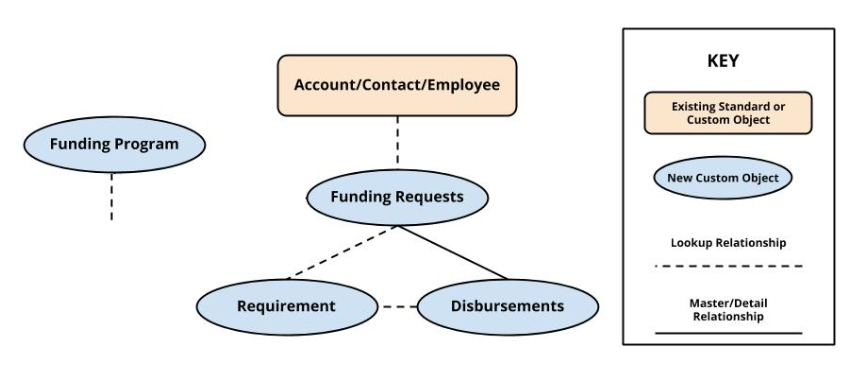 Account/Contact/Employee
Funding Program
Funding Requests
Requirement
Disbursements
KEY
Existing Standard or
Custom Object
New Custom Object
Lookup Relationship
Master/Detail
Relationship